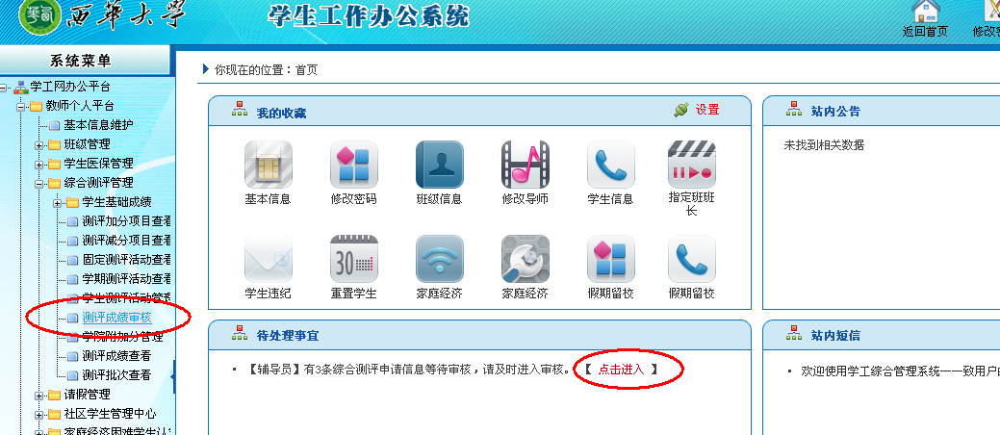 西华大学
学生工作办公系统
返回首页
修改密
系统菜单
学工网办公平台
教师个人平台
基本信息维护
班级管理
学生医保管理
综合测评管理
学生基础成绩
测评加分项目查看
测评减分项目查看
固定测评活动查看
学期测评活动查看
学生测评活动管理
测评成绩审核
学院附加分管理
测评成绩查看
测评批次查看
请假管理
社区学生管理中心
家庭经济困难学生认
你现在的位置：首页
我的收藏
设置
基本信息
修改密码
班级信息
修改导师
学生信息
指定班班
长
30
学生违纪
重置学生
家庭经济
家庭经济
假期留校
假期留校
待处理事宜
• 【辅导员】有3条综合测评申请信息等待审核，请及时进入审核。【 点击进入 】
站内公告
未找到相关数据
站内短信
• 欢迎使用学工综合管理系统——致用户